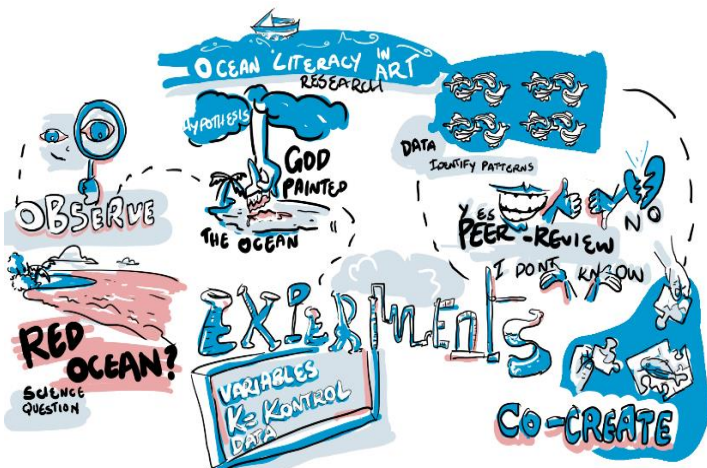 OCEAN LITERACY IN ART
RESEARCH
OBSERVE
RED
OCEAN?
SCIENCE
QUESTION
HYPOTHESIS
GOD
PAINTED
THE OCEAN
EXPERIMENTS
VARIABLES
K= KONTROL
DATA
DATA
IDENTIFY PATTERNS
YES
NO
PEER-REVIEW
I DONT KNOW
CO-CREATE